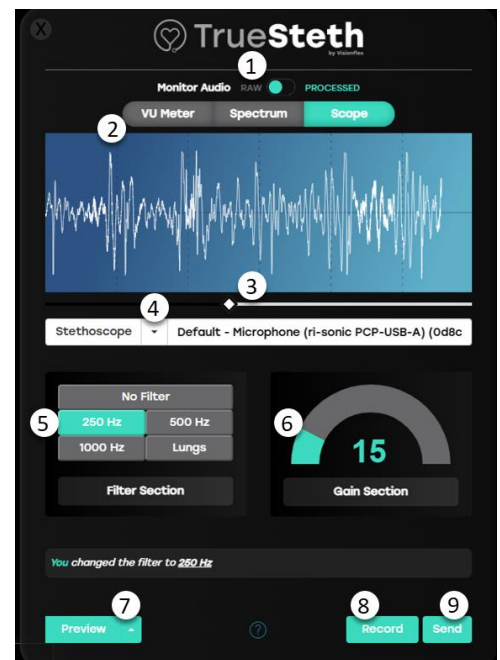 X
TrueSteth
by Visionflex
1
Monitor Audio RAW PROCESSED
2
VU Meter Spectrum Scope
3
4
Stethoscope Default - Microphone (ri-sonic PCP-USB-A) (0d8c
No Filter
5 250 Hz 500 Hz
1000 Hz Lungs
Filter Section
6
15
Gain Section
You changed the filter to 250 Hz
7 8 9
Preview ? Record Send